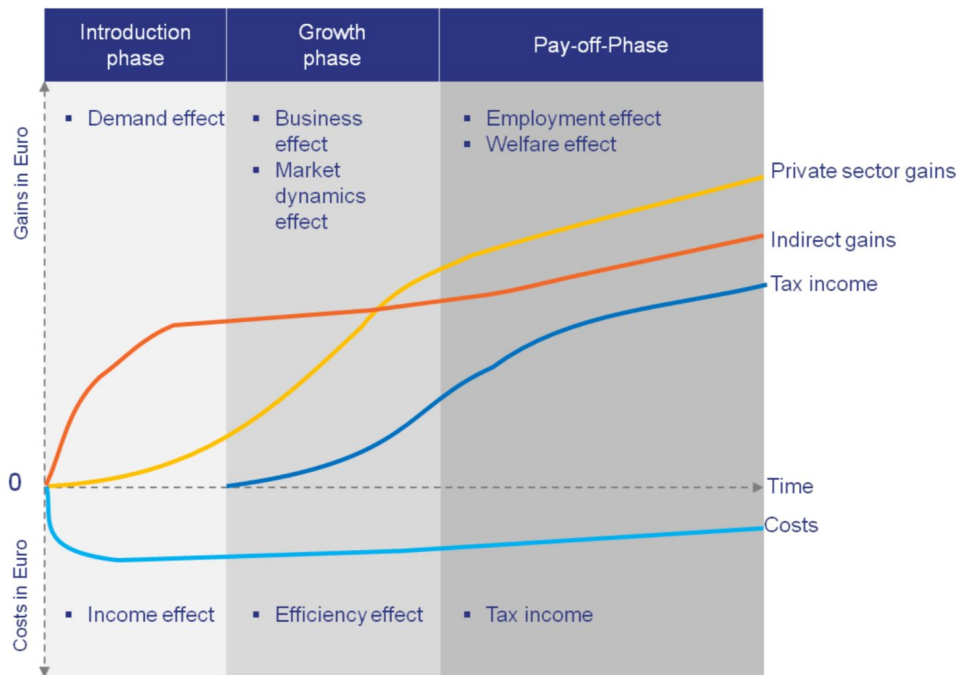 Introduction
phase
Growth
phase
Pay-off-Phase
Gains in Euro
▪ Demand effect
▪ Business
effect
▪ Market
dynamics
effect
▪ Employment effect
▪ Welfare effect
Private sector gains
Indirect gains
Tax income
0
Time
Costs
Costs in Euro
▪ Income effect
▪ Efficiency effect
▪ Tax income